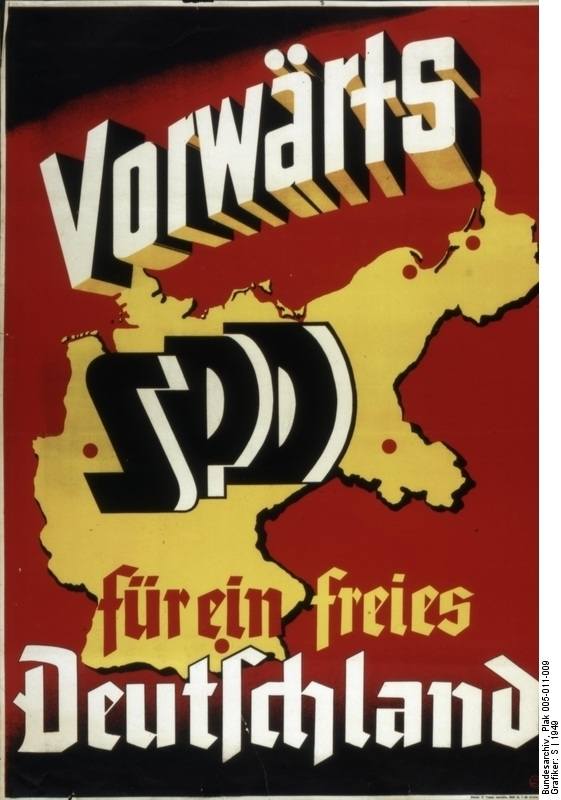 Vorwärts
SPD
für ein freies
Deutschland
Bundesarchiv, Plak 005-011-009
Grafiker: S | 1949